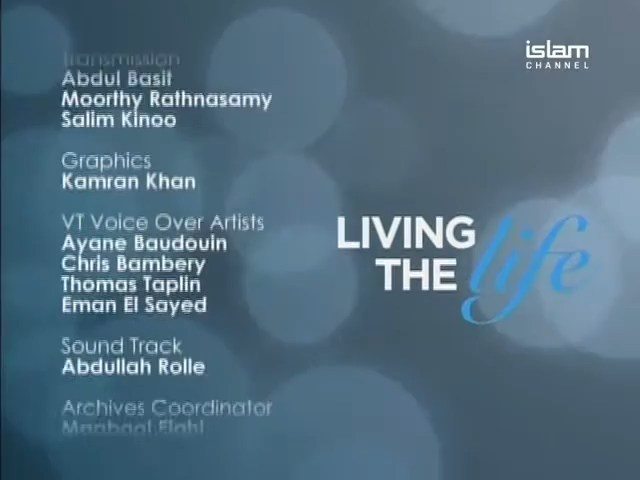 Transmission
Abdul Basit
Moorthy Rathnasamy
Salim Kinoo
Graphics
Kamran Khan
VT Voice Over Artists
Ayane Baudouin
Chris Bambery
Thomas Taplin
Eman El Sayed
Sound Track
Abdullah Rolle
Archives Coordinator
islam
CHANNEL
LIVING
THE life